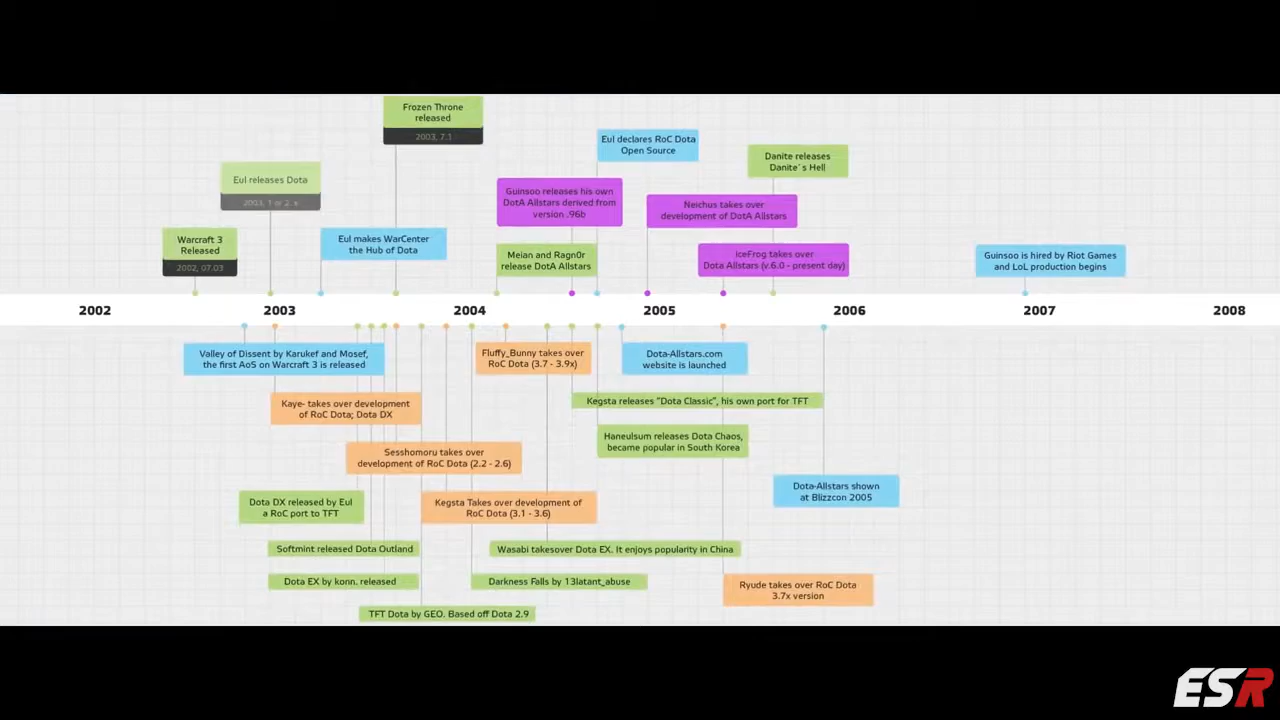 Frozen Throne
released
2003, 7.1
Eul declares RoC Dota
Open Source
Danite releases
Danite´s Hell
Eul releases Dota
2003, 1 or 2. x
Guinsoo releases his own
DotA Allstars derived from
version .96b
Neichus takes over
development of DotA Allstars
Warcraft 3
Released
2002, 07.03
Eul makes WarCenter
the Hub of Dota
Meian and Ragn0r
release DotA Allstars
IceFrog takes over
Dota Allstars (v.6.0 - present day)
Guinsoo is hired by Riot Games
and LoL production begins
2002 2003 2004 2005 2006 2007 2008
Valley of Dissent by Karukef and Mosef,
the first AoS on Warcraft 3 is released
Fluffy_Bunny takes over
RoC Dota (3.7 - 3.9x)
Dota-Allstars.com
website is launched
Kaye- takes over development
of RoC Dota; Dota DX
Kegsta releases "Dota Classic", his own port for TFT
Haneulsum releases Dota Chaos,
became popular in South Korea
Sesshomoru takes over
development of RoC Dota (2.2 - 2.6)
Dota-Allstars shown
at Blizzcon 2005
Dota DX released by Eul
a RoC port to TFT
Kegsta Takes over development of
RoC Dota (3.1 - 3.6)
Softmint released Dota Outland
Wasabi takesover Dota EX. It enjoys popularity in China
Dota EX by konn. released
Darkness Falls by 13latant_abuse
Ryude takes over RoC Dota
3.7x version
TFT Dota by GEO. Based off Dota 2.9
ESR